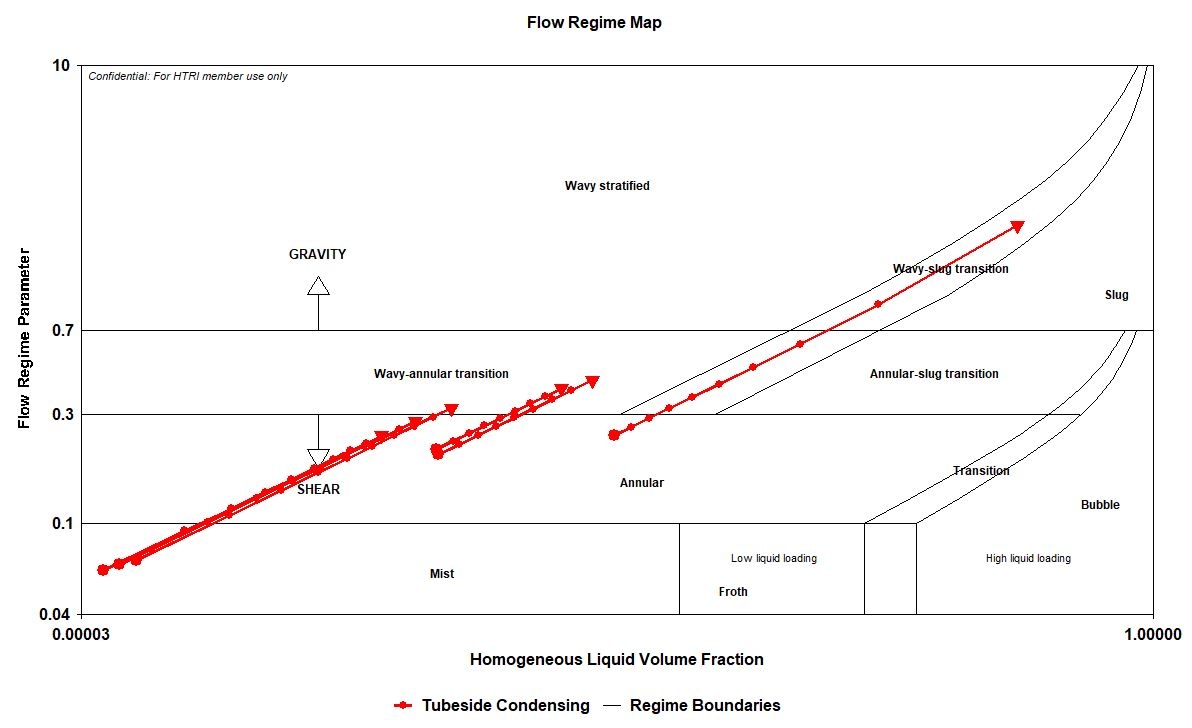 Flow Regime Map
10
Confidential: For HTRI member use only
Wavy stratified
GRAVITY
Wavy-slug transition
Slug
Flow Regime Parameter
0.7
Wavy-annular transition
Annular-slug transition
0.3
Transition
Annular
SHEAR
Bubble
0.1
Low liquid loading
High liquid loading
Mist
Froth
0.04
0.00003
1.00000
Homogeneous Liquid Volume Fraction
Tubeside Condensing
Regime Boundaries